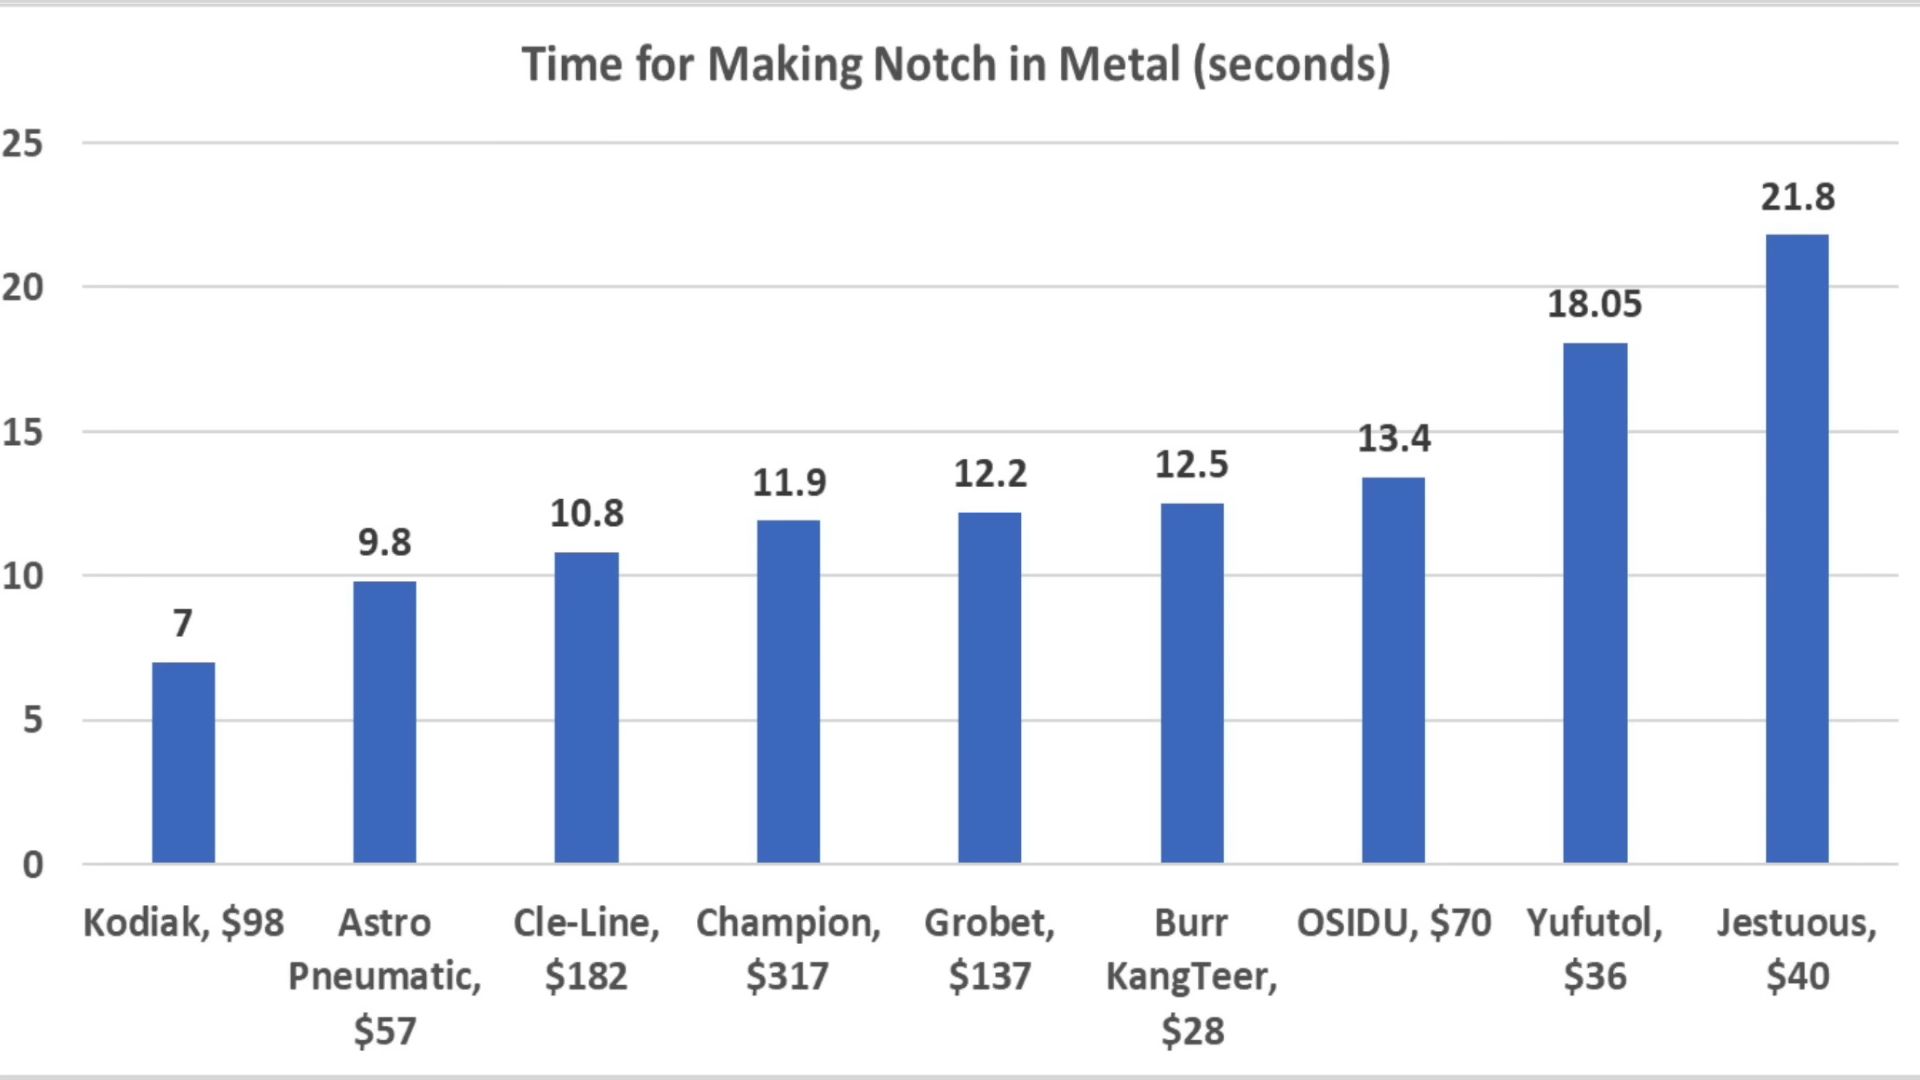 Time for Making Notch in Metal (seconds)
25
20
15
10
5
0
7
9.8
10.8
11.9
12.2
12.5
13.4
18.05
21.8
Kodiak, $98
Astro
Pneumatic,
$57
Cle-Line,
$182
Champion,
$317
Grobet,
$137
Burr
KangTeer,
$28
OSIDU, $70
Yufutol,
$36
Jestuous,
$40